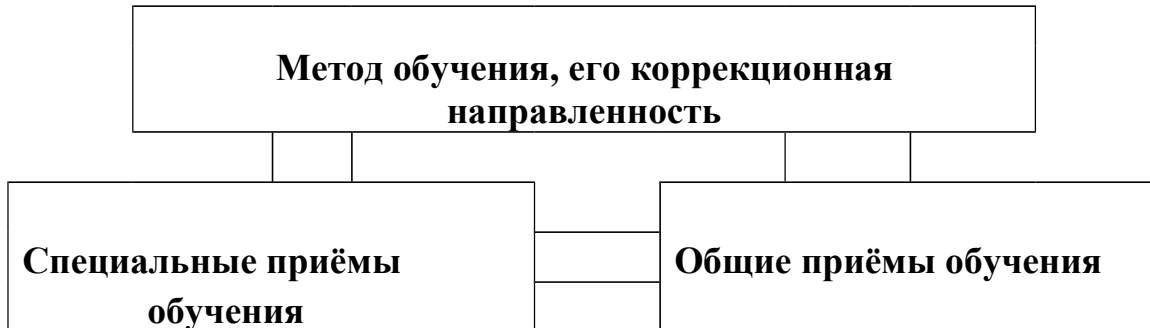 Метод обучения, его коррекционная
направленность
Специальные приёмы
обучения
Общие приёмы обучения